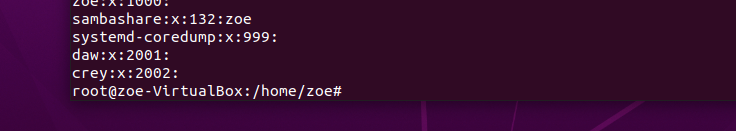 zoe:x:1000:
sambashare:x:132:zoe
systemd-coredump:x:999:
daw:x:2001:
crey:x:2002:
root@zoe-VirtualBox:/home/zoe#